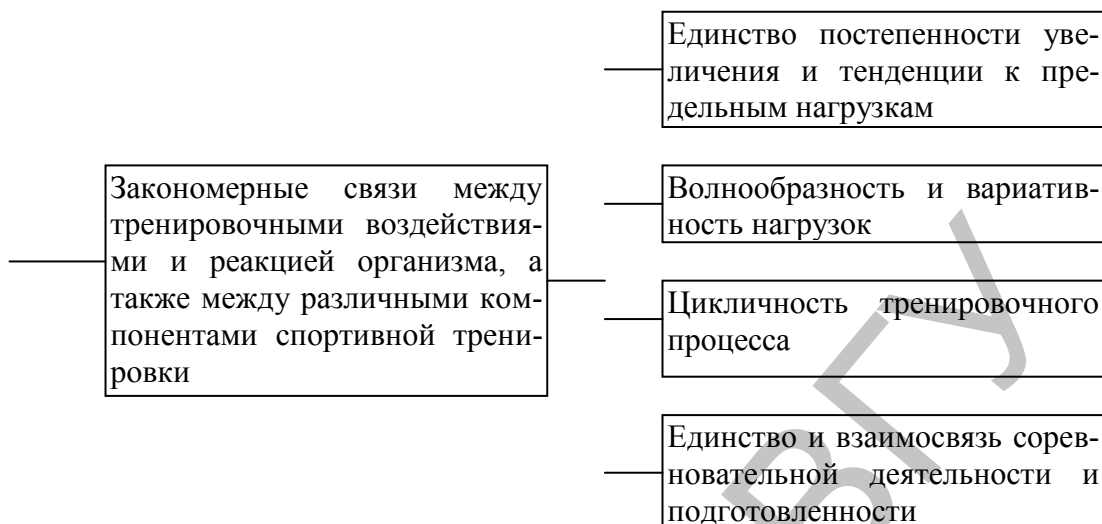 Единство постепенности уве-
личения и тенденции к пре-
дельным нагрузкам
Закономерные связи между
тренировочными воздействия-
ми и реакцией организма, а
также между различными ком-
понентами спортивной трени-
ровки
Волнообразность и вариатив-
ность нагрузок
Цикличность тренировочного
процесса
Единство и взаимосвязь сорев-
новательной деятельности и
подготовленности
ВГУ